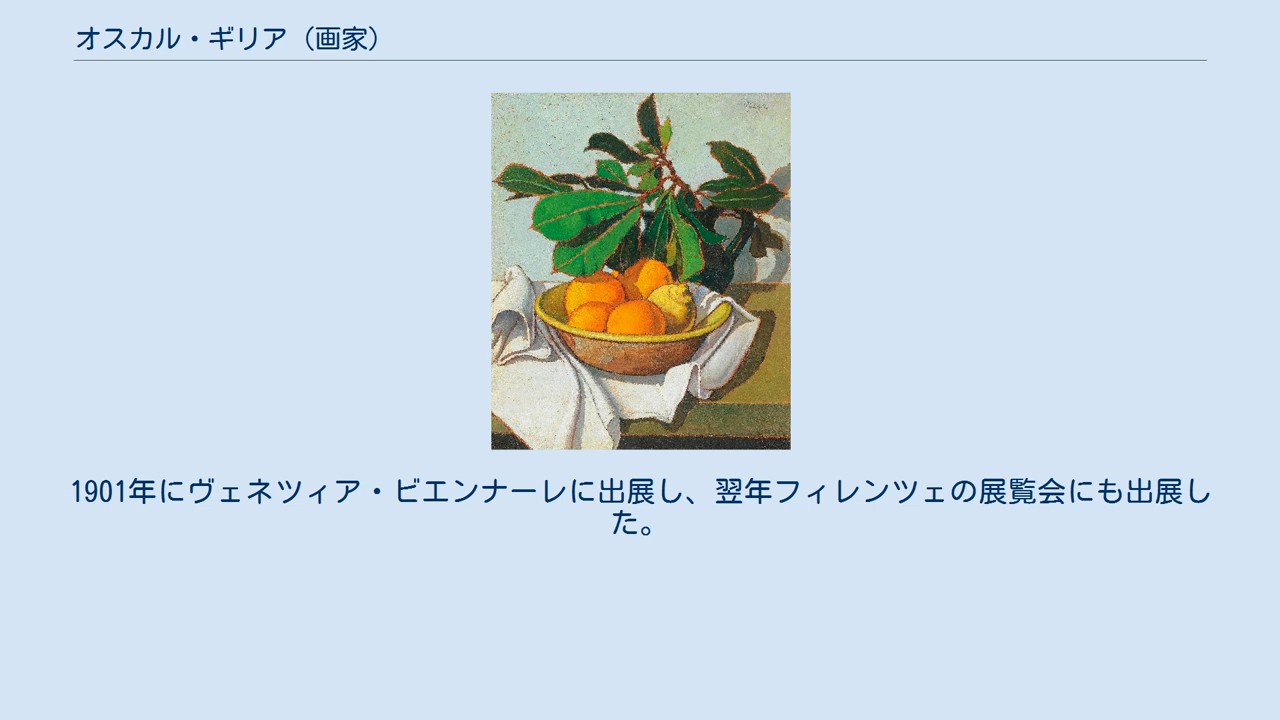 オスカル・ギリア（画家）
1901年にヴェネツィア・ビエンナーレに出展し、翌年フィレンツェの展覧会にも出展し
た。